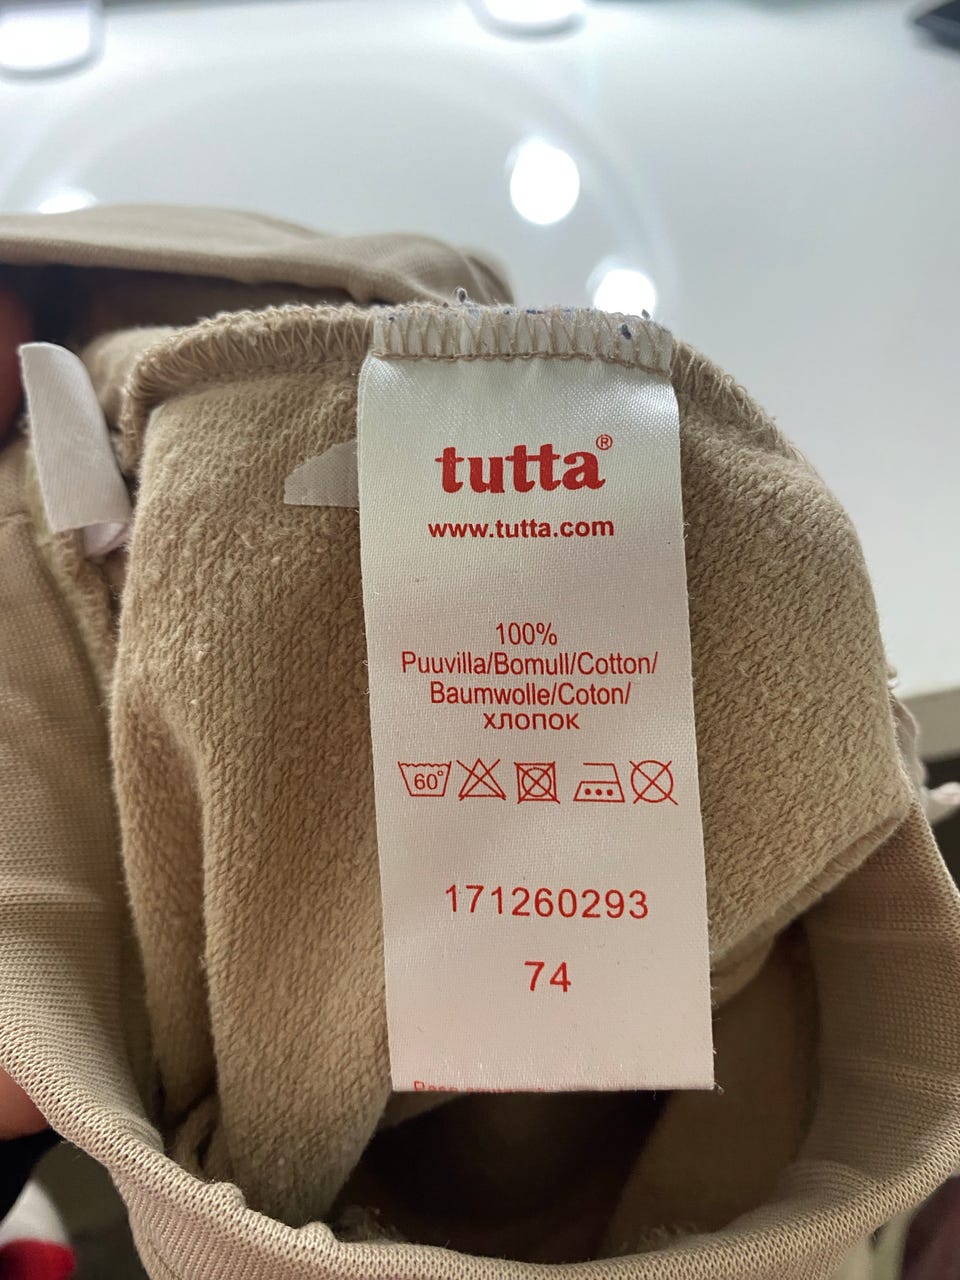 tutta®
www.tutta.com
100%
Puuvilla/Bomull/Cotton/
Baumwolle/Coton/
хлопок
60°
171260293
74